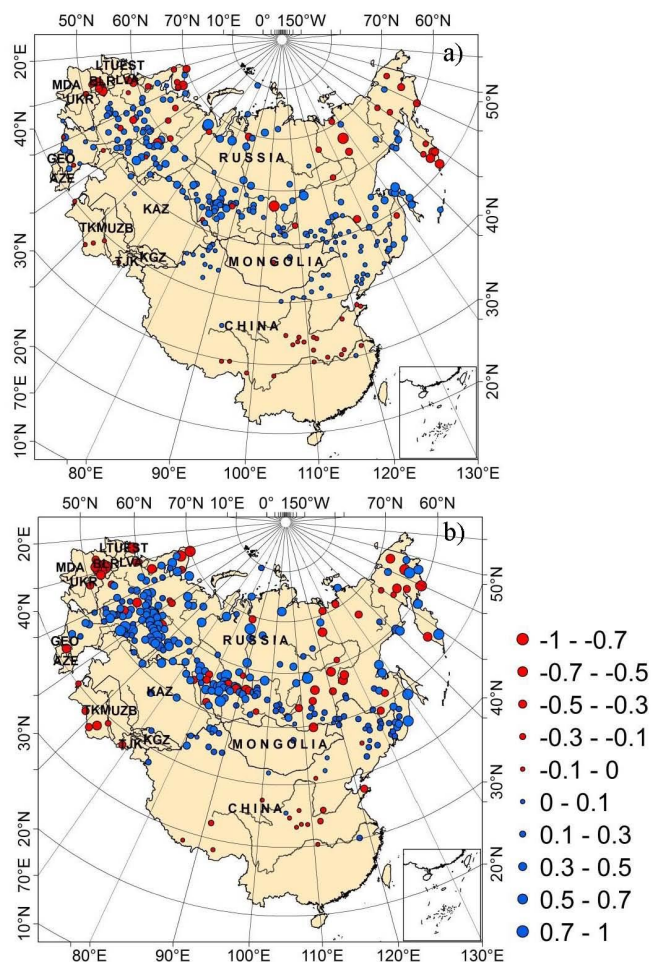 50°N 60°N 70°N 10°E 0° 150°W 70°N 60°N
a)
20°E
LTU EST
MDA BLR LVA
UKR
50°N
40°N
RUSSIA
GEO
AZE
40°N
KAZ
30°N
TKM UZB
KGZ
TJK
MONGOLIA
30°N
CHINA
20°N
20°N
70°E
10°N
80°E 90°E 100°E 110°E 120°E 130°E
50°N 60°N 70°N 10°E 0° 150°W 70°N 60°N
b)
20°E
LTU EST
MDA BLR LVA
UKR
50°N
40°N
RUSSIA
GEO
AZE
40°N
KAZ
TKM UZB
30°N
KGZ
TJK
MONGOLIA
30°N
CHINA
20°N
20°N
70°E
10°N
80°E 90°E 100°E 110°E 120°E 130°E
-1 - -0.7
-0.7 - -0.5
-0.5 - -0.3
-0.3 - -0.1
-0.1 - 0
0 - 0.1
0.1 - 0.3
0.3 - 0.5
0.5 - 0.7
0.7 - 1